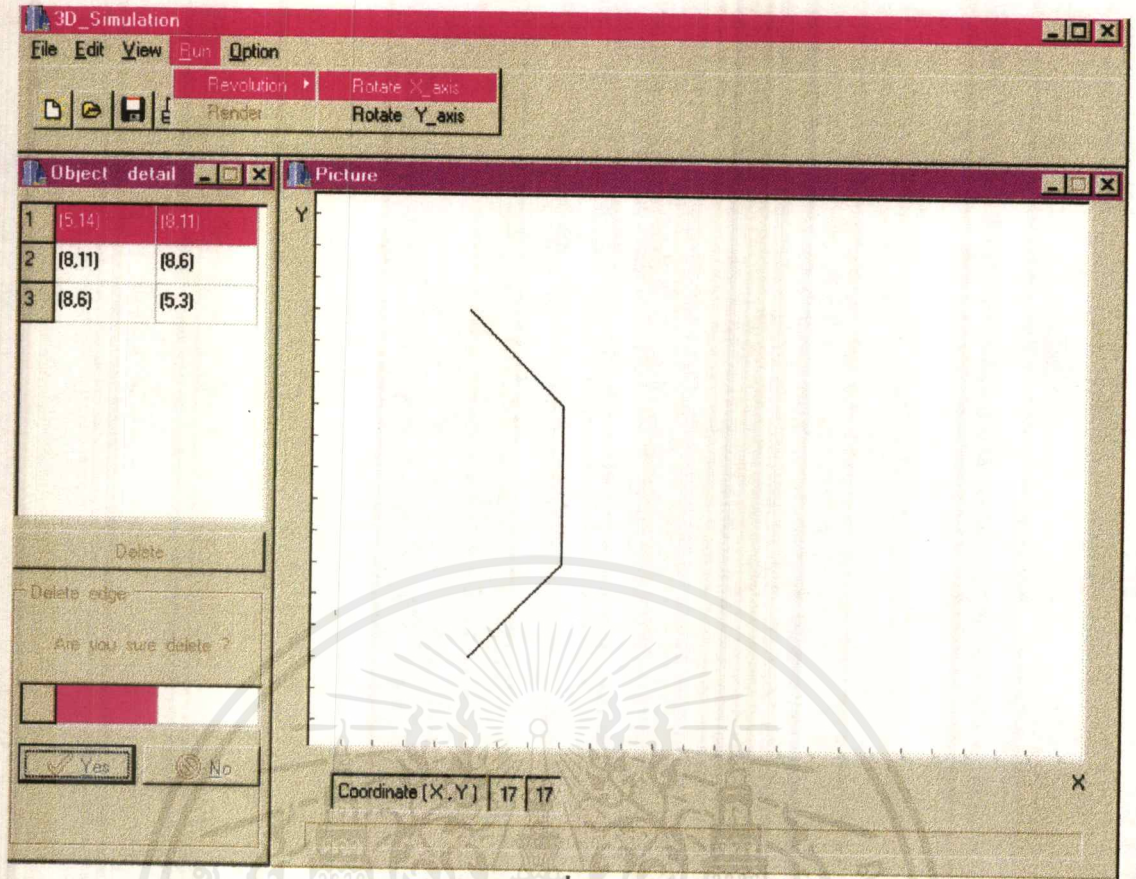 3D_Simulation
File Edit View Run Option
Revolution Rotate X_axis
Render Rotate Y_axis
Object detail
Picture
1 (5,14) (8,11)
2 (8,11) (8,6)
3 (8,6) (5,3)
Y
Delete
Delete edge
Are you sure delete ?
Yes No
X
Coordinate (X,Y) 17 17